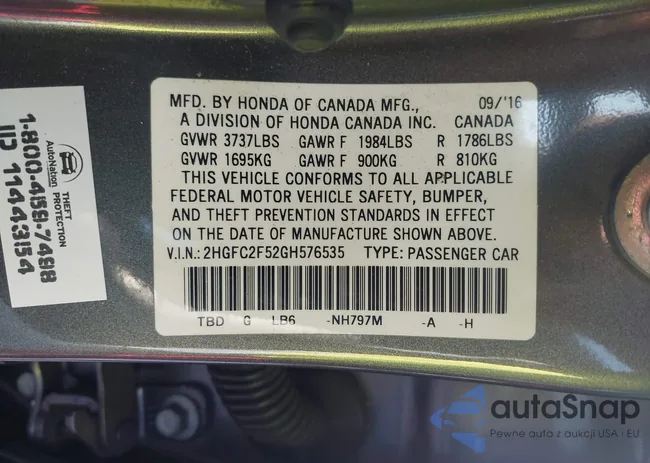 MFD. BY HONDA OF CANADA MFG., 09/'16
A DIVISION OF HONDA CANADA INC. CANADA
GVWR 3737LBS GAWR F 1984LBS R 1786LBS
GVWR 1695KG GAWR F 900KG R 810KG
THIS VEHICLE CONFORMS TO ALL APPLICABLE
FEDERAL MOTOR VEHICLE SAFETY, BUMPER,
AND THEFT PREVENTION STANDARDS IN EFFECT
ON THE DATE OF MANUFACTURE SHOWN ABOVE.
V.I.N.: 2HGFC2F52GH576535 TYPE: PASSENGER CAR
TBD -G LB6 -NH797M -A -H
AutoNation
THEFT
PROTECTION
1-800-459-7498
ID 11443154
autaSnap
Pewne auta z aukcji USA i EU